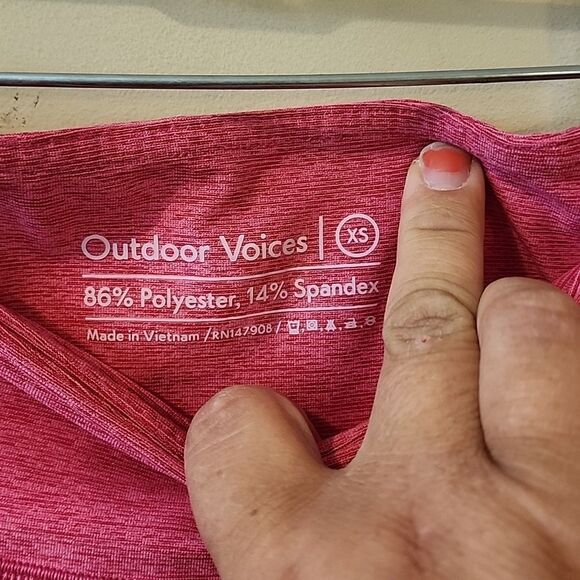 Outdoor Voices | XS
86% Polyester, 14% Spandex
Made in Vietnam /RN147908/